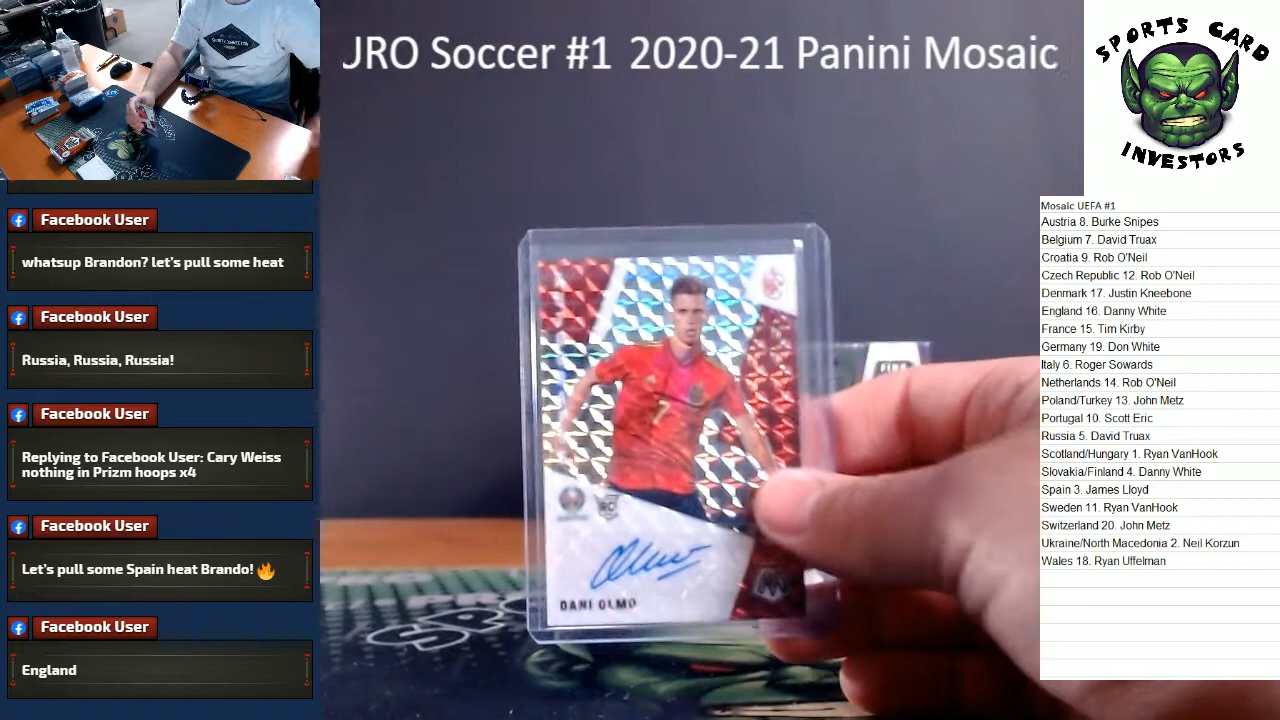 JRO Soccer #1 2020-21 Panini Mosaic
SPORTS CARD
INVESTORS
Facebook User
whatsup Brandon? let's pull some heat
Facebook User
Russia, Russia, Russia!
Facebook User
Replying to Facebook User: Cary Weiss
nothing in Prizm hoops x4
Facebook User
Let's pull some Spain heat Brando!🔥
Facebook User
England
7
RC
DANI OLMO
Mosaic UEFA #1
Austria 8. Burke Snipes
Belgium 7. David Truax
Croatia 9. Rob O'Neil
Czech Republic 12. Rob O'Neil
Denmark 17. Justin Kneebone
England 16. Danny White
France 15. Tim Kirby
Germany 19. Don White
Italy 6. Roger Sowards
Netherlands 14. Rob O'Neil
Poland/Turkey 13. John Metz
Portugal 10. Scott Eric
Russia 5. David Truax
Scotland/Hungary 1. Ryan VanHook
Slovakia/Finland 4. Danny White
Spain 3. James Lloyd
Sweden 11. Ryan VanHook
Switzerland 20. John Metz
Ukraine/North Macedonia 2. Neil Korzun
Wales 18. Ryan Uffelman